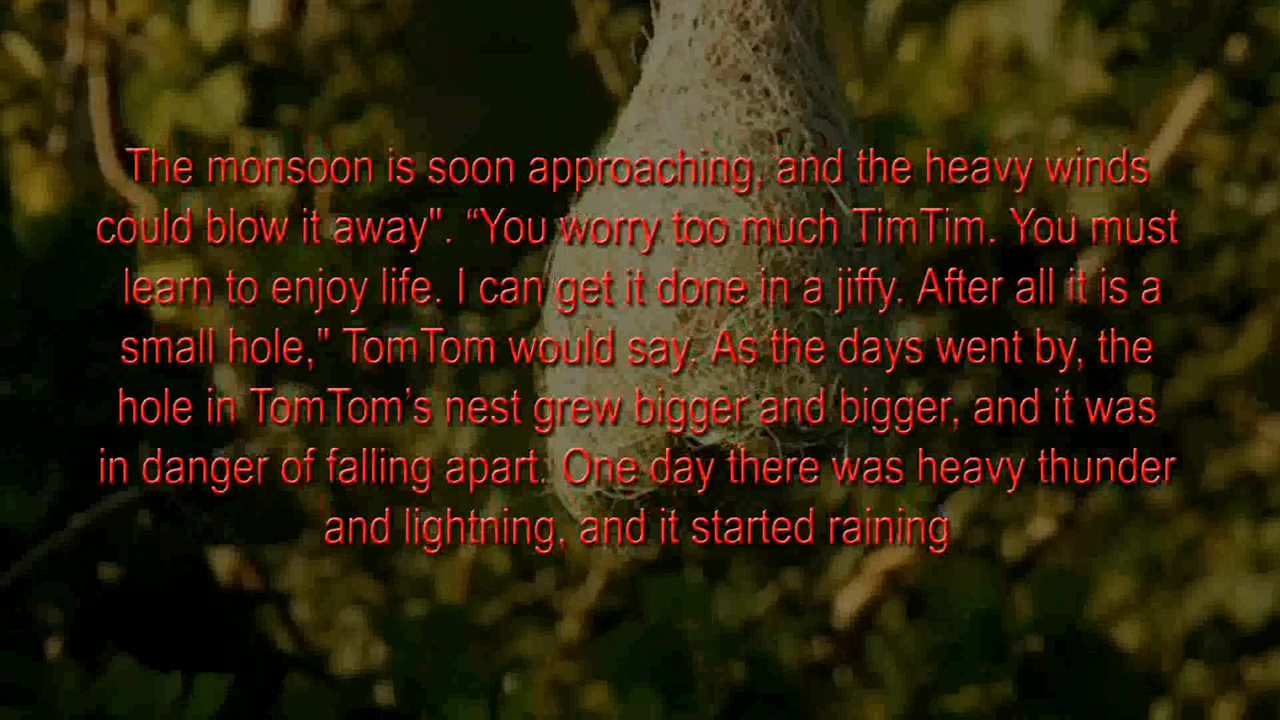 The monsoon is soon approaching, and the heavy winds
could blow it away". “You worry too much TimTim. You must
learn to enjoy life. I can get it done in a jiffy. After all it is a
small hole," TomTom would say. As the days went by, the
hole in TomTom’s nest grew bigger and bigger, and it was
in danger of falling apart. One day there was heavy thunder
and lightning, and it started raining